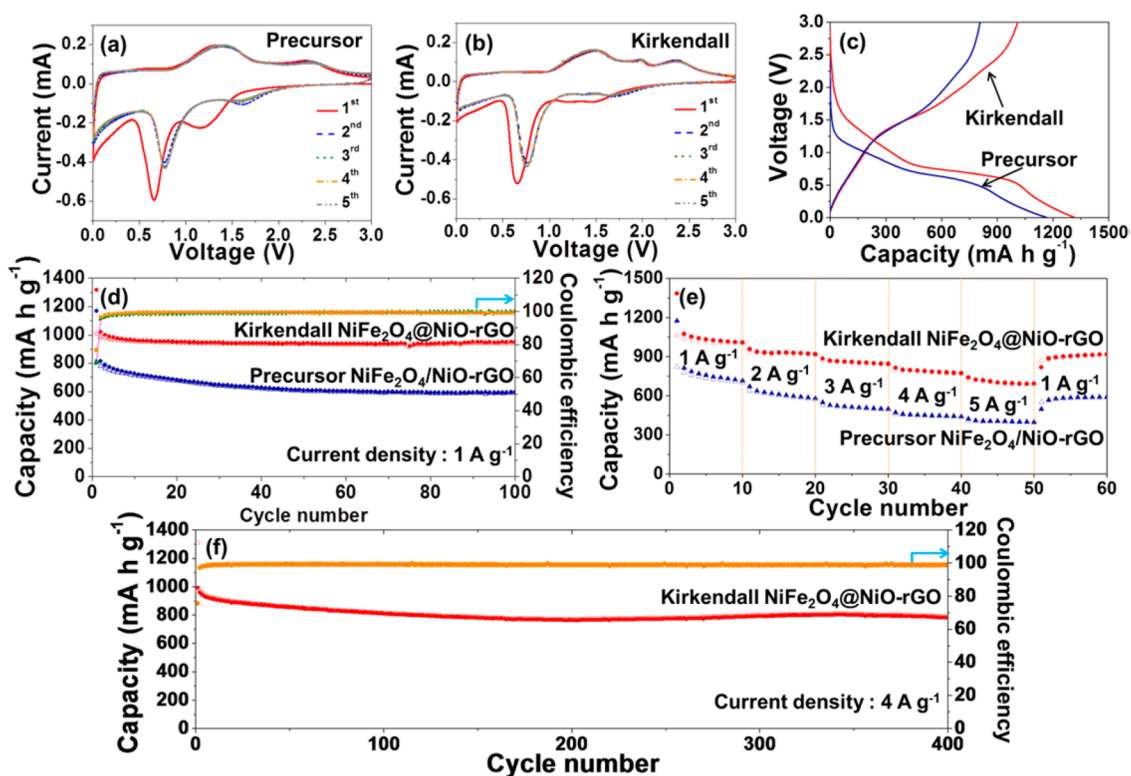 (a)
Precursor
Current (mA)
0.2
0.0
-0.2
-0.4
-0.6
1st
2nd
3rd
4th
5th
0.0 0.5 1.0 1.5 2.0 2.5 3.0
Voltage (V)
(b)
Kirkendall
Current (mA)
0.2
0.0
-0.2
-0.4
-0.6
1st
2nd
3rd
4th
5th
0.0 0.5 1.0 1.5 2.0 2.5 3.0
Voltage (V)
(c)
Voltage (V)
3.0
2.5
2.0
1.5
1.0
0.5
0.0
Kirkendall
Precursor
0 300 600 900 1200 1500
Capacity (mA h g-1)
(d)
Capacity (mA h g-1)
1400
1200
1000
800
600
400
200
0
Kirkendall NiFe2O4@NiO-rGO
Precursor NiFe2O4/NiO-rGO
Current density : 1 A g-1
120
100
80
60
40
20
0
Coulombic efficiency
0 20 40 60 80 100
Cycle number
(e)
Capacity (mA h g-1)
1500
1200
900
600
300
0
Kirkendall NiFe2O4@NiO-rGO
1 A g-1
2 A g-1
3 A g-1
4 A g-1
5 A g-1
1 A g-1
Precursor NiFe2O4/NiO-rGO
0 10 20 30 40 50 60
Cycle number
(f)
Capacity (mA h g-1)
1400
1200
1000
800
600
400
200
0
Kirkendall NiFe2O4@NiO-rGO
Current density : 4 A g-1
120
100
80
60
40
20
0
Coulombic efficiency
0 100 200 300 400
Cycle number